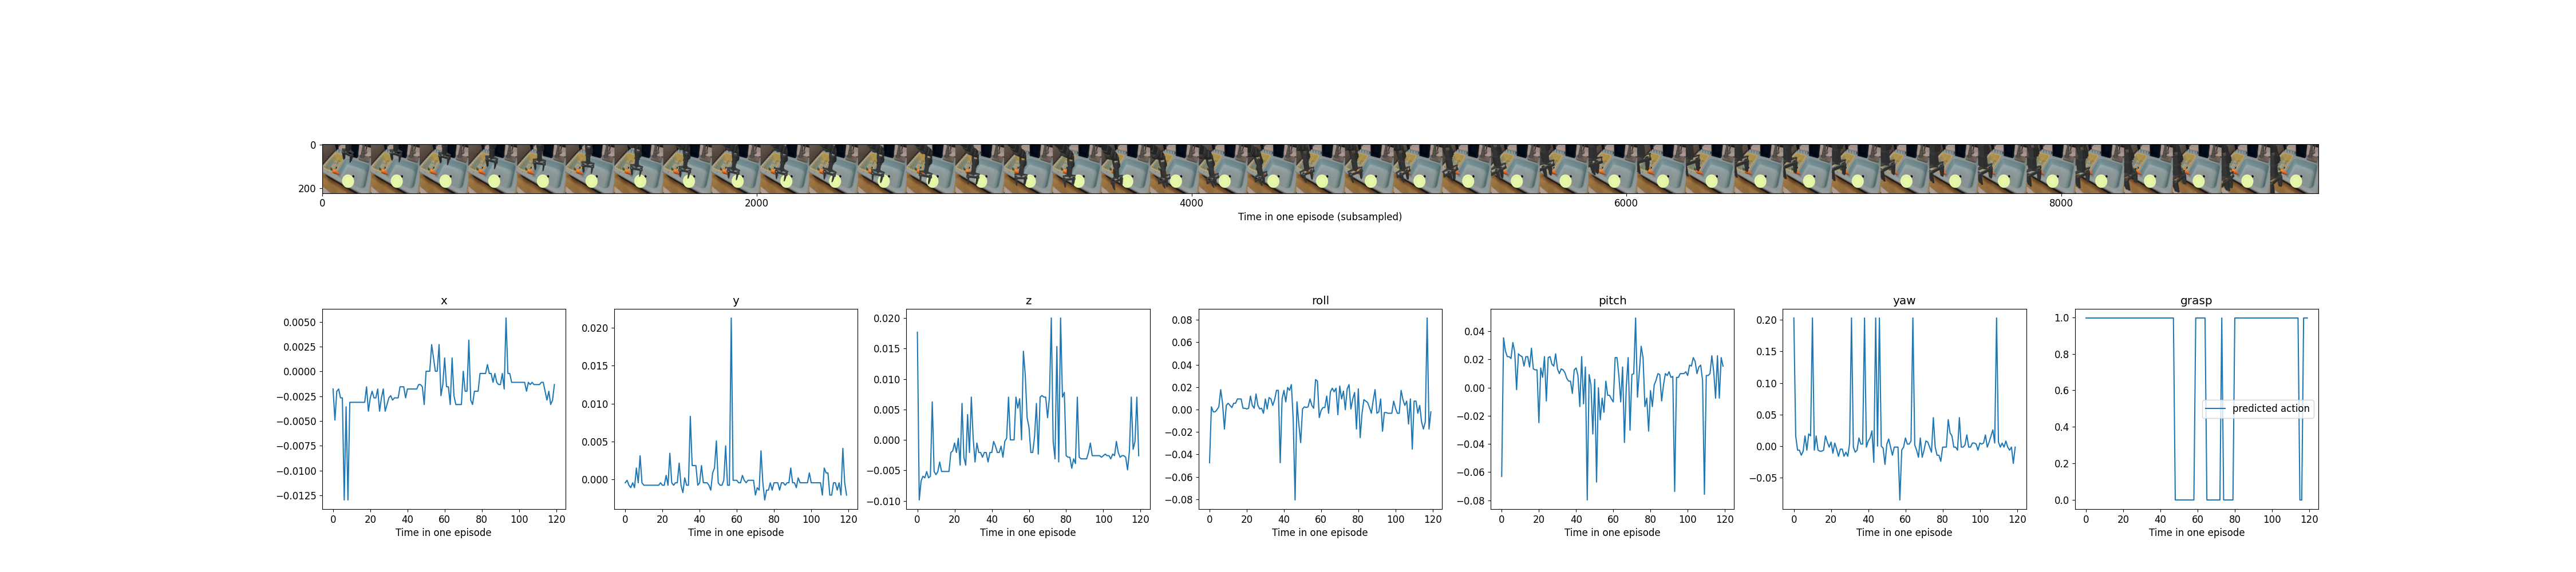 0
200
0 2000 4000 6000 8000
Time in one episode (subsampled)
x
0.0050
0.0025
0.0000
−0.0025
−0.0050
−0.0075
−0.0100
−0.0125
0 20 40 60 80 100 120
Time in one episode
y
0.020
0.015
0.010
0.005
0.000
0 20 40 60 80 100 120
Time in one episode
z
0.020
0.015
0.010
0.005
0.000
−0.005
−0.010
0 20 40 60 80 100 120
Time in one episode
roll
0.08
0.06
0.04
0.02
0.00
−0.02
−0.04
−0.06
−0.08
0 20 40 60 80 100 120
Time in one episode
pitch
0.04
0.02
0.00
−0.02
−0.04
−0.06
−0.08
0 20 40 60 80 100 120
Time in one episode
yaw
0.20
0.15
0.10
0.05
0.00
−0.05
0 20 40 60 80 100 120
Time in one episode
grasp
1.0
0.8
0.6
0.4
0.2
0.0
predicted action
0 20 40 60 80 100 120
Time in one episode